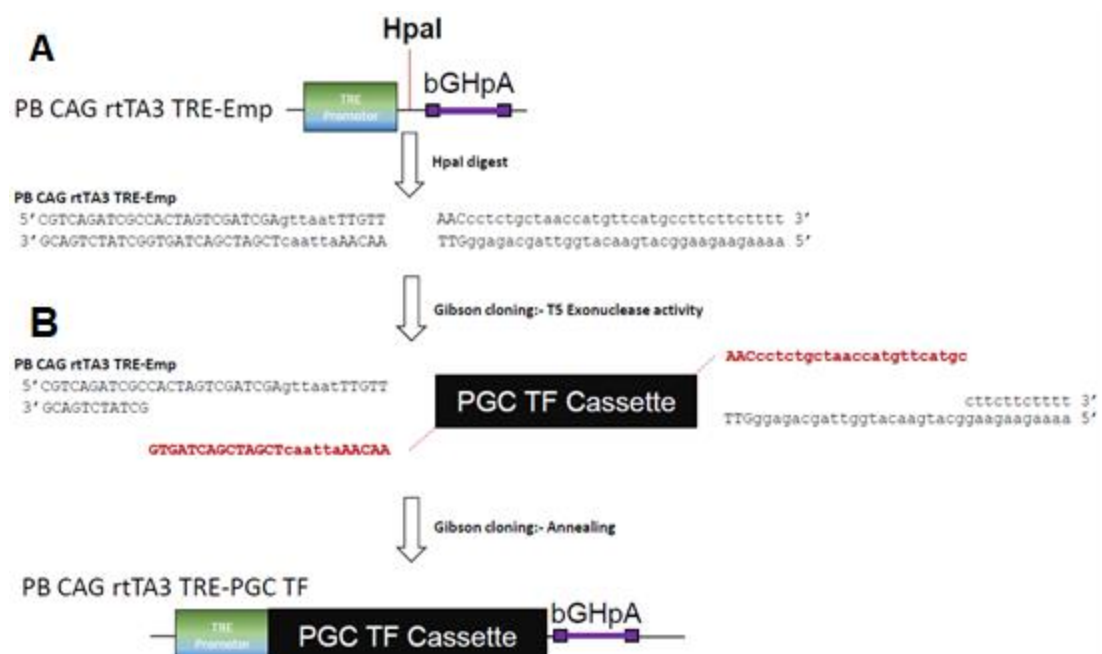 A
HpaI
bGHpA
TRE
Promotor
PB CAG rtTA3 TRE-Emp
HpaI digest
PB CAG rtTA3 TRE-Emp
5’CGTCAGATCGCCACTAGTCGATCGAgttaatTTGTT AACcctctgctaaccatgttcatgccttcttctttt 3’
3’GCAGTCTATCGGTGATCAGCTAGCTcaattaAACAA TTGggagacgattggtacaagtacggaagaagaaaa 5’
Gibson cloning:- T5 Exonuclease activity
B
PB CAG rtTA3 TRE-Emp
AACcctctgctaaccatgttcatgc
5’CGTCAGATCGCCACTAGTCGATCGAgttaatTTGTT
PGC TF Cassette
cttcttctttt 3’
3’GCAGTCTATCG
TTGggagacgattggtacaagtacggaagaagaaaa 5’
GTGATCAGCTAGCTcaattaAACAA
Gibson cloning:- Annealing
PB CAG rtTA3 TRE-PGC TF
bGHpA
TRE
Promotor
PGC TF Cassette